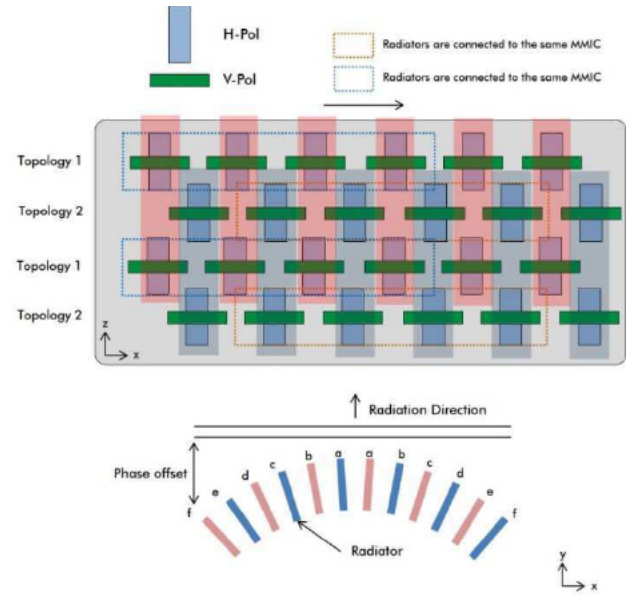 H-Pol
V-Pol
Radiators are connected to the same MMIC
Radiators are connected to the same MMIC
Topology 1
Topology 2
Topology 1
Topology 2
z
x
Radiation Direction
Phase offset
f e d c b a a b c d e f
Radiator
y
x